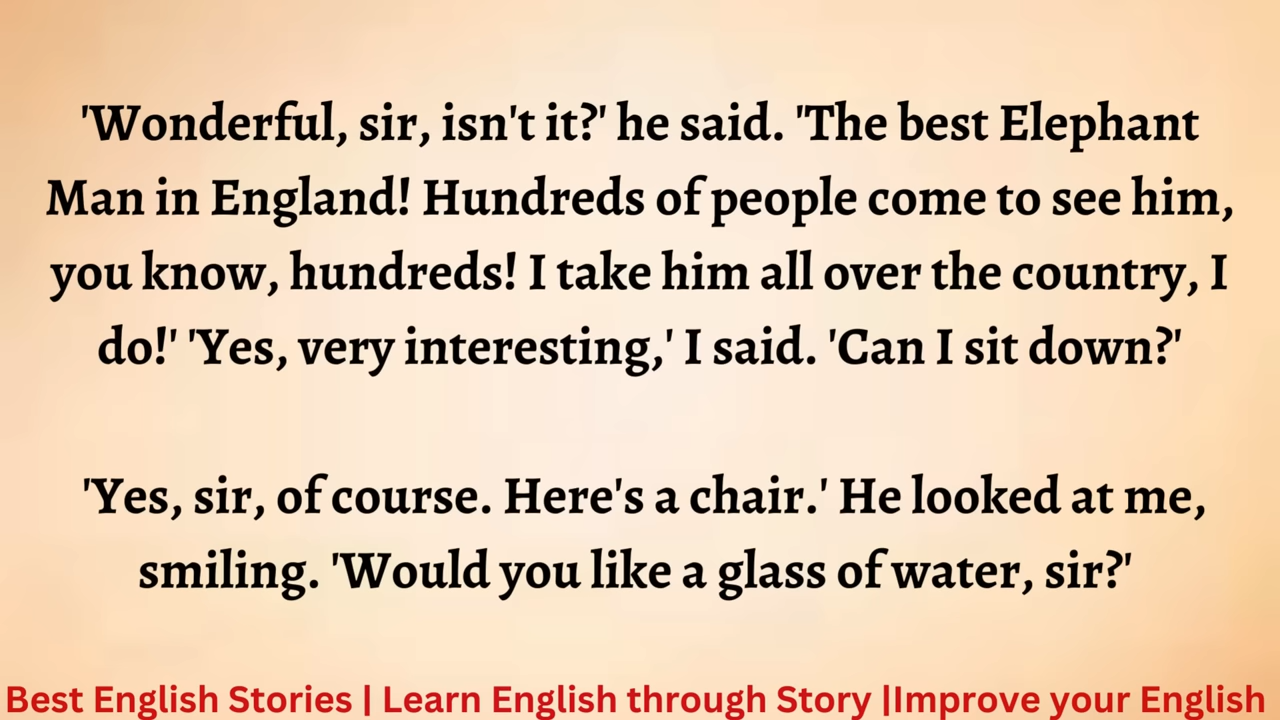 'Wonderful, sir, isn't it?' he said. 'The best Elephant
Man in England! Hundreds of people come to see him,
you know, hundreds! I take him all over the country, I
do!' 'Yes, very interesting,' I said. 'Can I sit down?'
'Yes, sir, of course. Here's a chair.' He looked at me,
smiling. 'Would you like a glass of water, sir?'
Best English Stories | Learn English through Story |Improve your English